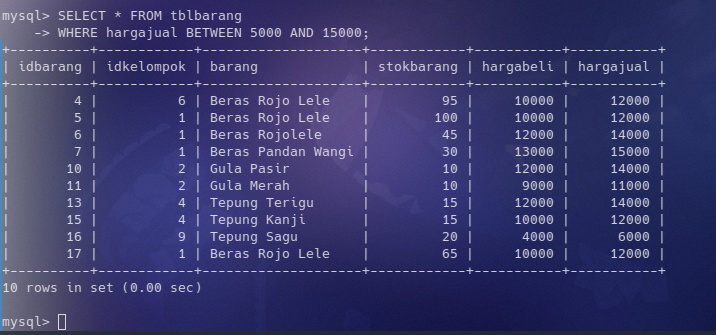 mysql> SELECT * FROM tblbarang
    -> WHERE hargajual BETWEEN 5000 AND 15000;
+----------+------------+--------------------+------------+-----------+-----------+
| idbarang | idkelompok | barang             | stokbarang | hargabeli | hargajual |
+----------+------------+--------------------+------------+-----------+-----------+
|        4 |          6 | Beras Rojo Lele    |         95 |     10000 |     12000 |
|        5 |          1 | Beras Rojo Lele    |        100 |     10000 |     12000 |
|        6 |          1 | Beras Rojolele     |         45 |     12000 |     14000 |
|        7 |          1 | Beras Pandan Wangi |         30 |     13000 |     15000 |
|       10 |          2 | Gula Pasir         |         10 |     12000 |     14000 |
|       11 |          2 | Gula Merah         |         10 |      9000 |     11000 |
|       13 |          4 | Tepung Terigu      |         15 |     12000 |     14000 |
|       15 |          4 | Tepung Kanji       |         15 |     10000 |     12000 |
|       16 |          9 | Tepung Sagu        |         20 |      4000 |      6000 |
|       17 |          1 | Beras Rojo Lele    |         65 |     10000 |     12000 |
+----------+------------+--------------------+------------+-----------+-----------+
10 rows in set (0.00 sec)
mysql>